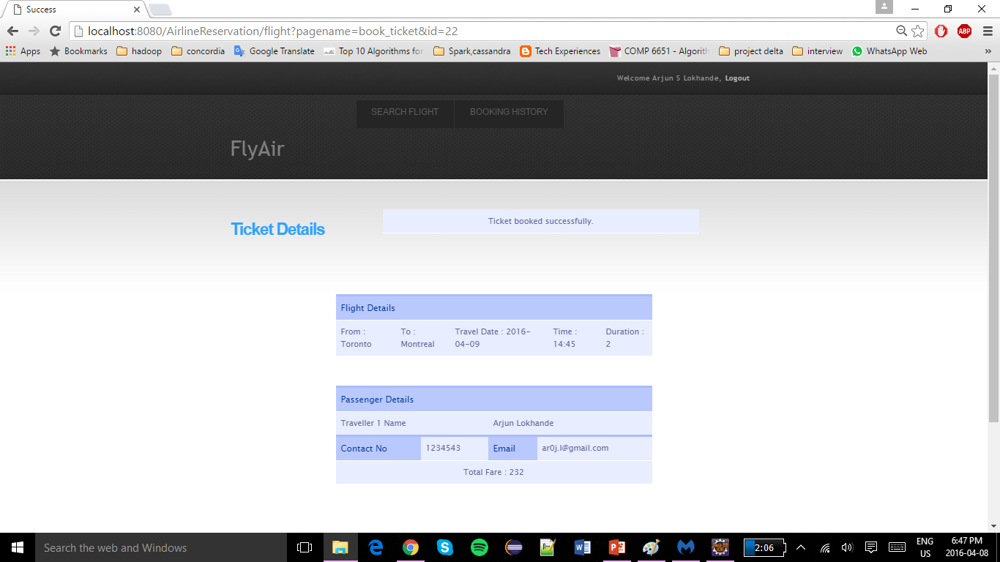 Success
localhost:8080/AirlineReservation/flight?pagename=book_ticket&id=22
ABP
Apps Bookmarks hadoop concordia Google Translate Top 10 Algorithms for Spark,cassandra Tech Experiences COMP 6651 - Algorith project delta interview WhatsApp Web »
Welcome Arjun S Lokhande, Logout
SEARCH FLIGHT BOOKING HISTORY
FlyAir
Ticket booked successfully.
Ticket Details
Flight Details
From : To : Travel Date : 2016- Time : Duration :
Toronto Montreal 04-09 14:45 2
Passenger Details
Traveller 1 Name Arjun Lokhande
Contact No 1234543 Email ar0j.l@gmail.com
Total Fare : 232
Search the web and Windows
2:06
ENG 6:47 PM
US 2016-04-08